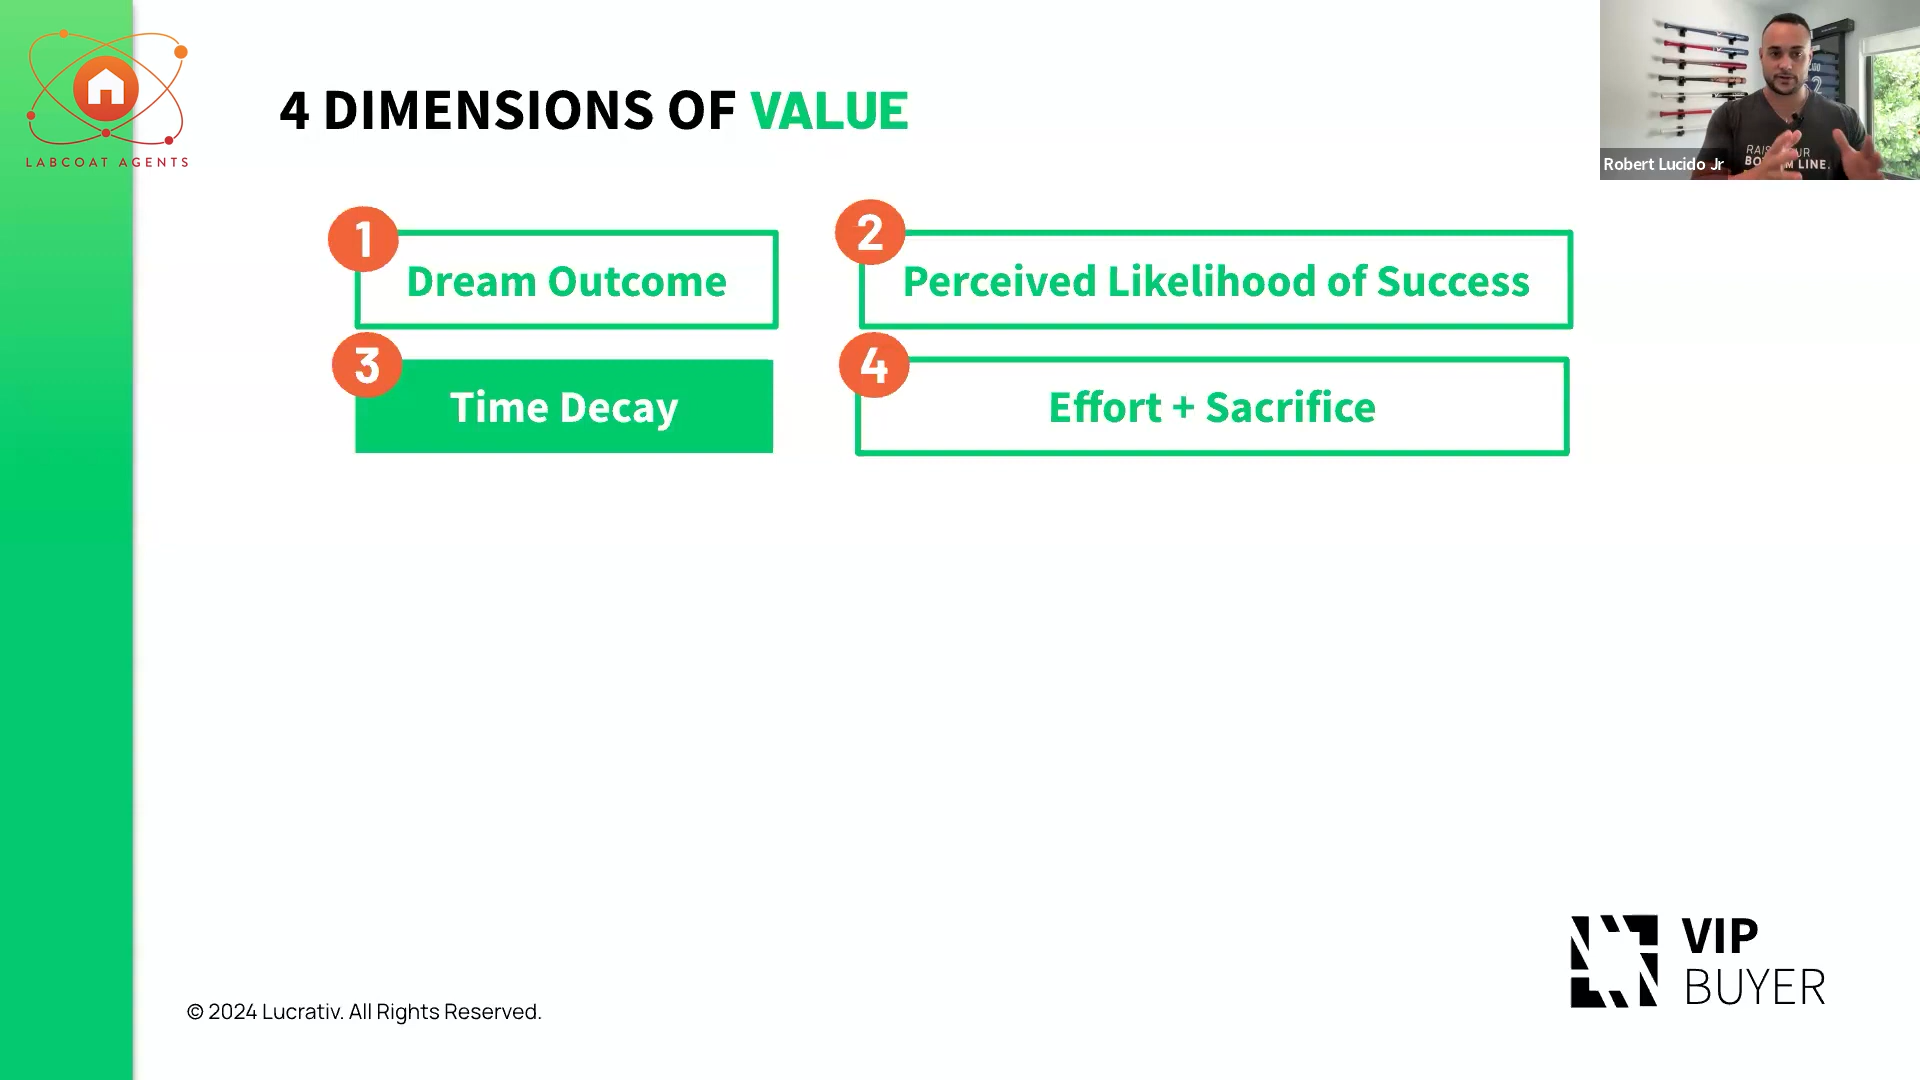 LABCOAT AGENTS
4 DIMENSIONS OF VALUE
1
Dream Outcome
2
Perceived Likelihood of Success
3
Time Decay
4
Effort + Sacrifice
Robert Lucido Jr
LINE.
VIP
BUYER
© 2024 Lucrativ. All Rights Reserved.